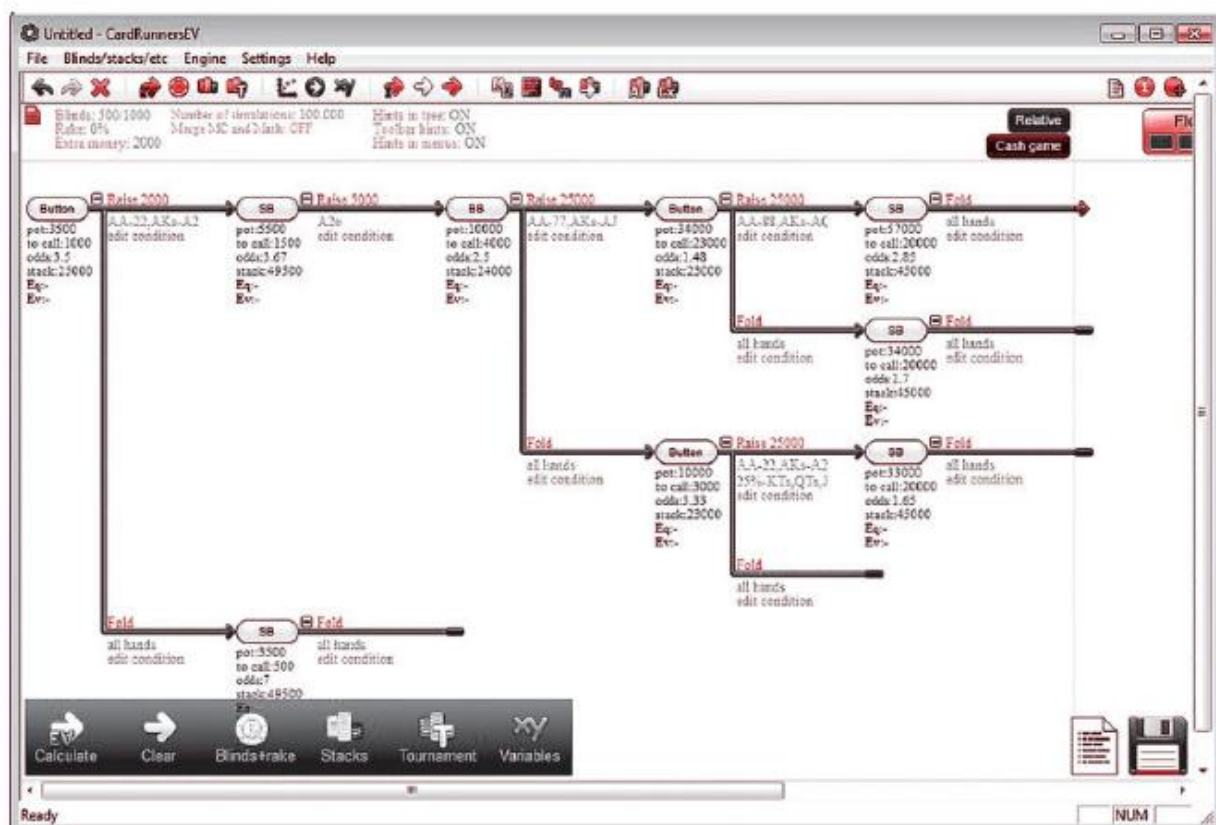 Untitled - CardRunnersEV
File Blinds/stacks/etc Engine Settings Help
Blinds: 500/1000 Number of simulations: 100,000 Hints in tree: ON
Rake: 0% Merge MC and Math: OFF Toolbar hints: ON
Extra money: 2000 Hints in menus: ON
Relative
Cash game
Button
pot:3500
to call:1000
odds:3.5
stack:25000
Eq:-
Ev:-
Raise 2000
AA-22,AKs-A2
edit condition
SB
pot:5500
to call:1500
odds:3.67
stack:49500
Eq:-
Ev:-
Raise 5000
A2o
edit condition
BB
pot:10000
to call:4000
odds:2.5
stack:24000
Eq:-
Ev:-
Raise 25000
AA-77,AKs-AJ
edit condition
Button
pot:34000
to call:23000
odds:1.48
stack:23000
Eq:-
Ev:-
Raise 25000
AA-88,AKs-AQ
edit condition
SB
pot:57000
to call:20000
odds:2.85
stack:45000
Eq:-
Ev:-
Fold
all hands
edit condition
Fold
all hands
edit condition
SB
pot:34000
to call:20000
odds:1.7
stack:45000
Eq:-
Ev:-
Fold
all hands
edit condition
Fold
all hands
edit condition
Button
pot:10000
to call:3000
odds:3.33
stack:23000
Eq:-
Ev:-
Raise 25000
AA-22,AKs-A2
25%-KTs,QTs,J
edit condition
SB
pot:33000
to call:20000
odds:1.65
stack:45000
Eq:-
Ev:-
Fold
all hands
edit condition
Fold
all hands
edit condition
Fold
all hands
edit condition
SB
pot:3500
to call:500
odds:7
stack:49500
Fold
all hands
edit condition
Calculate Clear Blinds+rake Stacks Tournament Variables
Ready
NUM